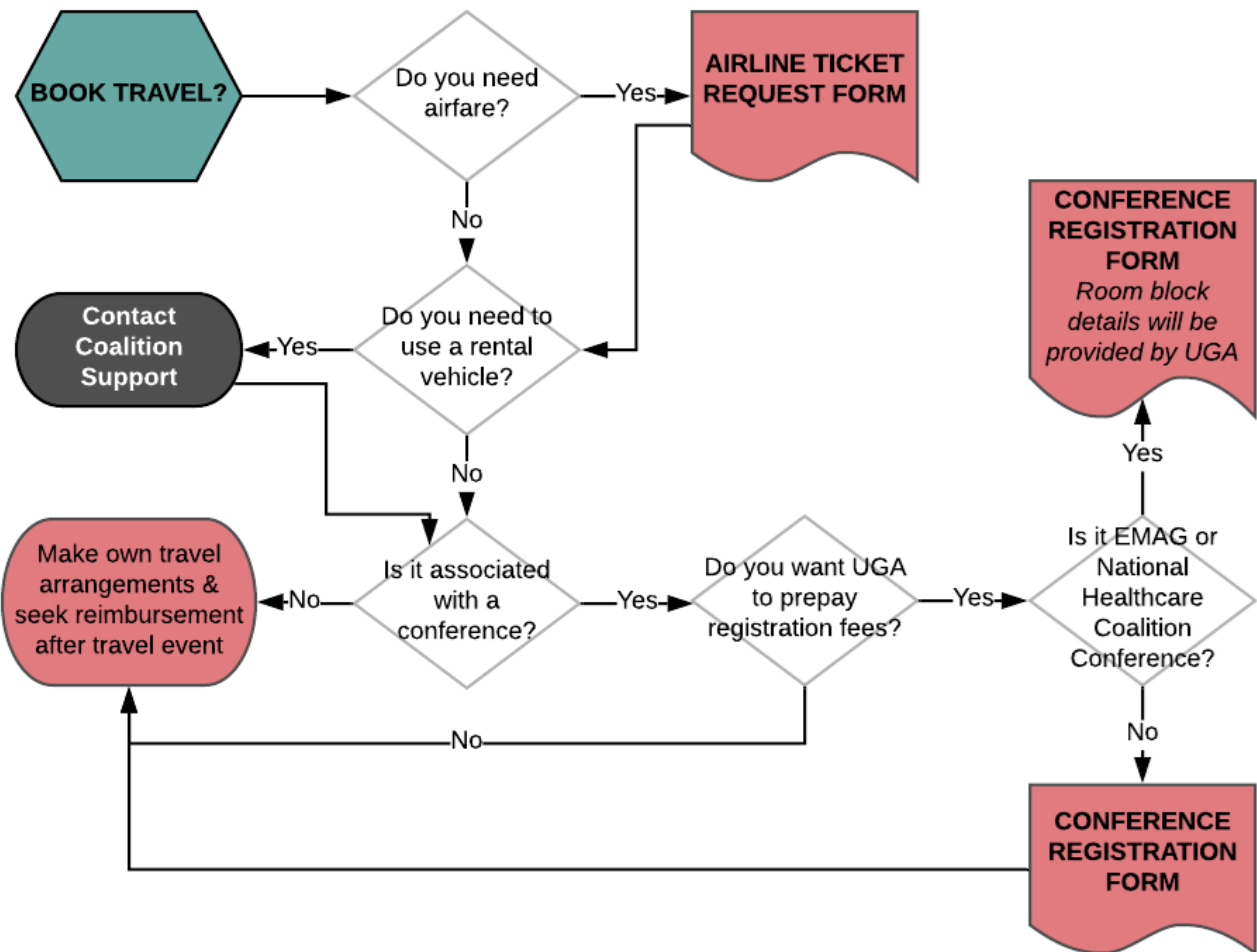 BOOK TRAVEL?
Do you need
airfare?
Yes
AIRLINE TICKET
REQUEST FORM
No
Do you need to
use a rental
vehicle?
Yes
Contact
Coalition
Support
No
Is it associated
with a
conference?
No
Make own travel
arrangements &
seek reimbursement
after travel event
Yes
Do you want UGA
to prepay
registration fees?
No
Yes
Is it EMAG or
National
Healthcare
Coalition
Conference?
Yes
CONFERENCE
REGISTRATION
FORM
Room block
details will be
provided by UGA
No
CONFERENCE
REGISTRATION
FORM